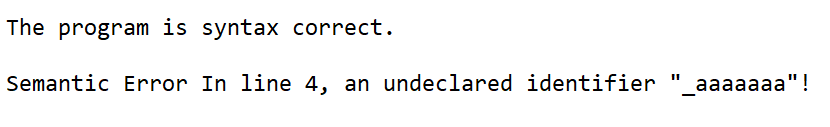 The program is syntax correct.
Semantic Error In line 4, an undeclared identifier "_aaaaaaa"!